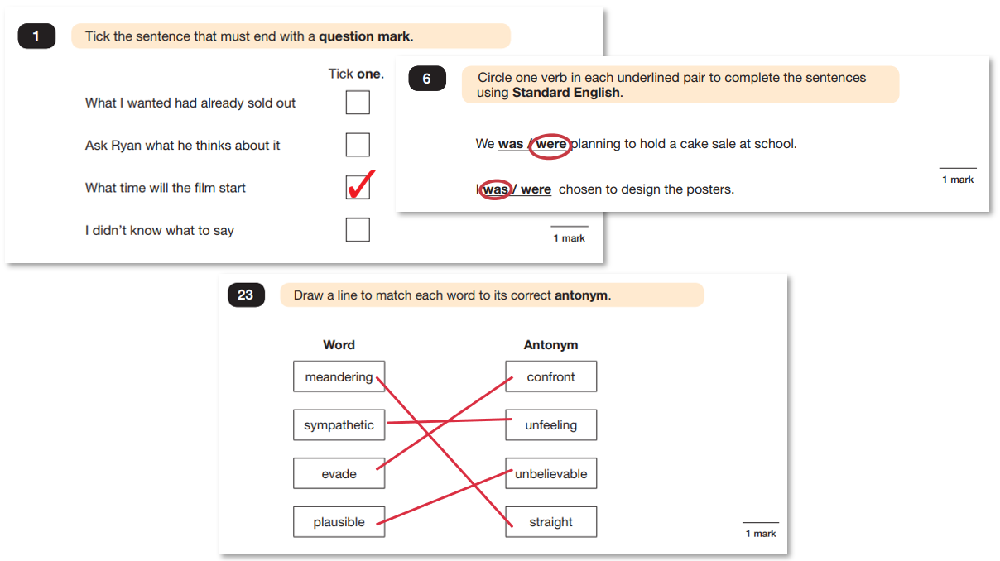 1
Tick the sentence that must end with a question mark.
Tick one.
What I wanted had already sold out
Ask Ryan what he thinks about it
What time will the film start
I didn’t know what to say
1 mark
6
Circle one verb in each underlined pair to complete the sentences
using Standard English.
We was / were planning to hold a cake sale at school.
I was / were chosen to design the posters.
1 mark
23
Draw a line to match each word to its correct antonym.
Word Antonym
meandering confront
sympathetic unfeeling
evade unbelievable
plausible straight
1 mark